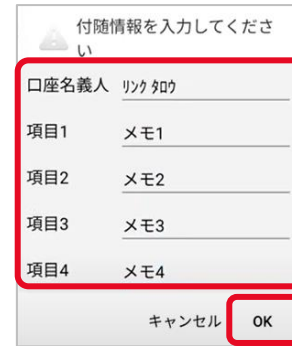 付随情報を入力してくださ
い
口座名義人 ﾘﾝｸ ﾀﾛｳ
項目1 メモ1
項目2 メモ2
項目3 メモ3
項目4 メモ4
キャンセル OK